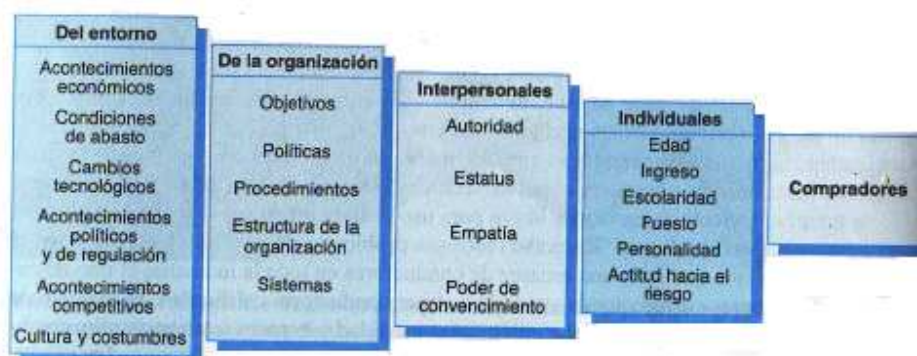 Del entorno
Acontecimientos
económicos
Condiciones
de abasto
Cambios
tecnológicos
Acontecimientos
políticos
y de regulación
Acontecimientos
competitivos
Cultura y costumbres
De la organización
Objetivos
Políticas
Procedimientos
Estructura de la
organización
Sistemas
Interpersonales
Autoridad
Estatus
Empatía
Poder de
convencimiento
Individuales
Edad
Ingreso
Escolaridad
Puesto
Personalidad
Actitud hacia el
riesgo
Compradores